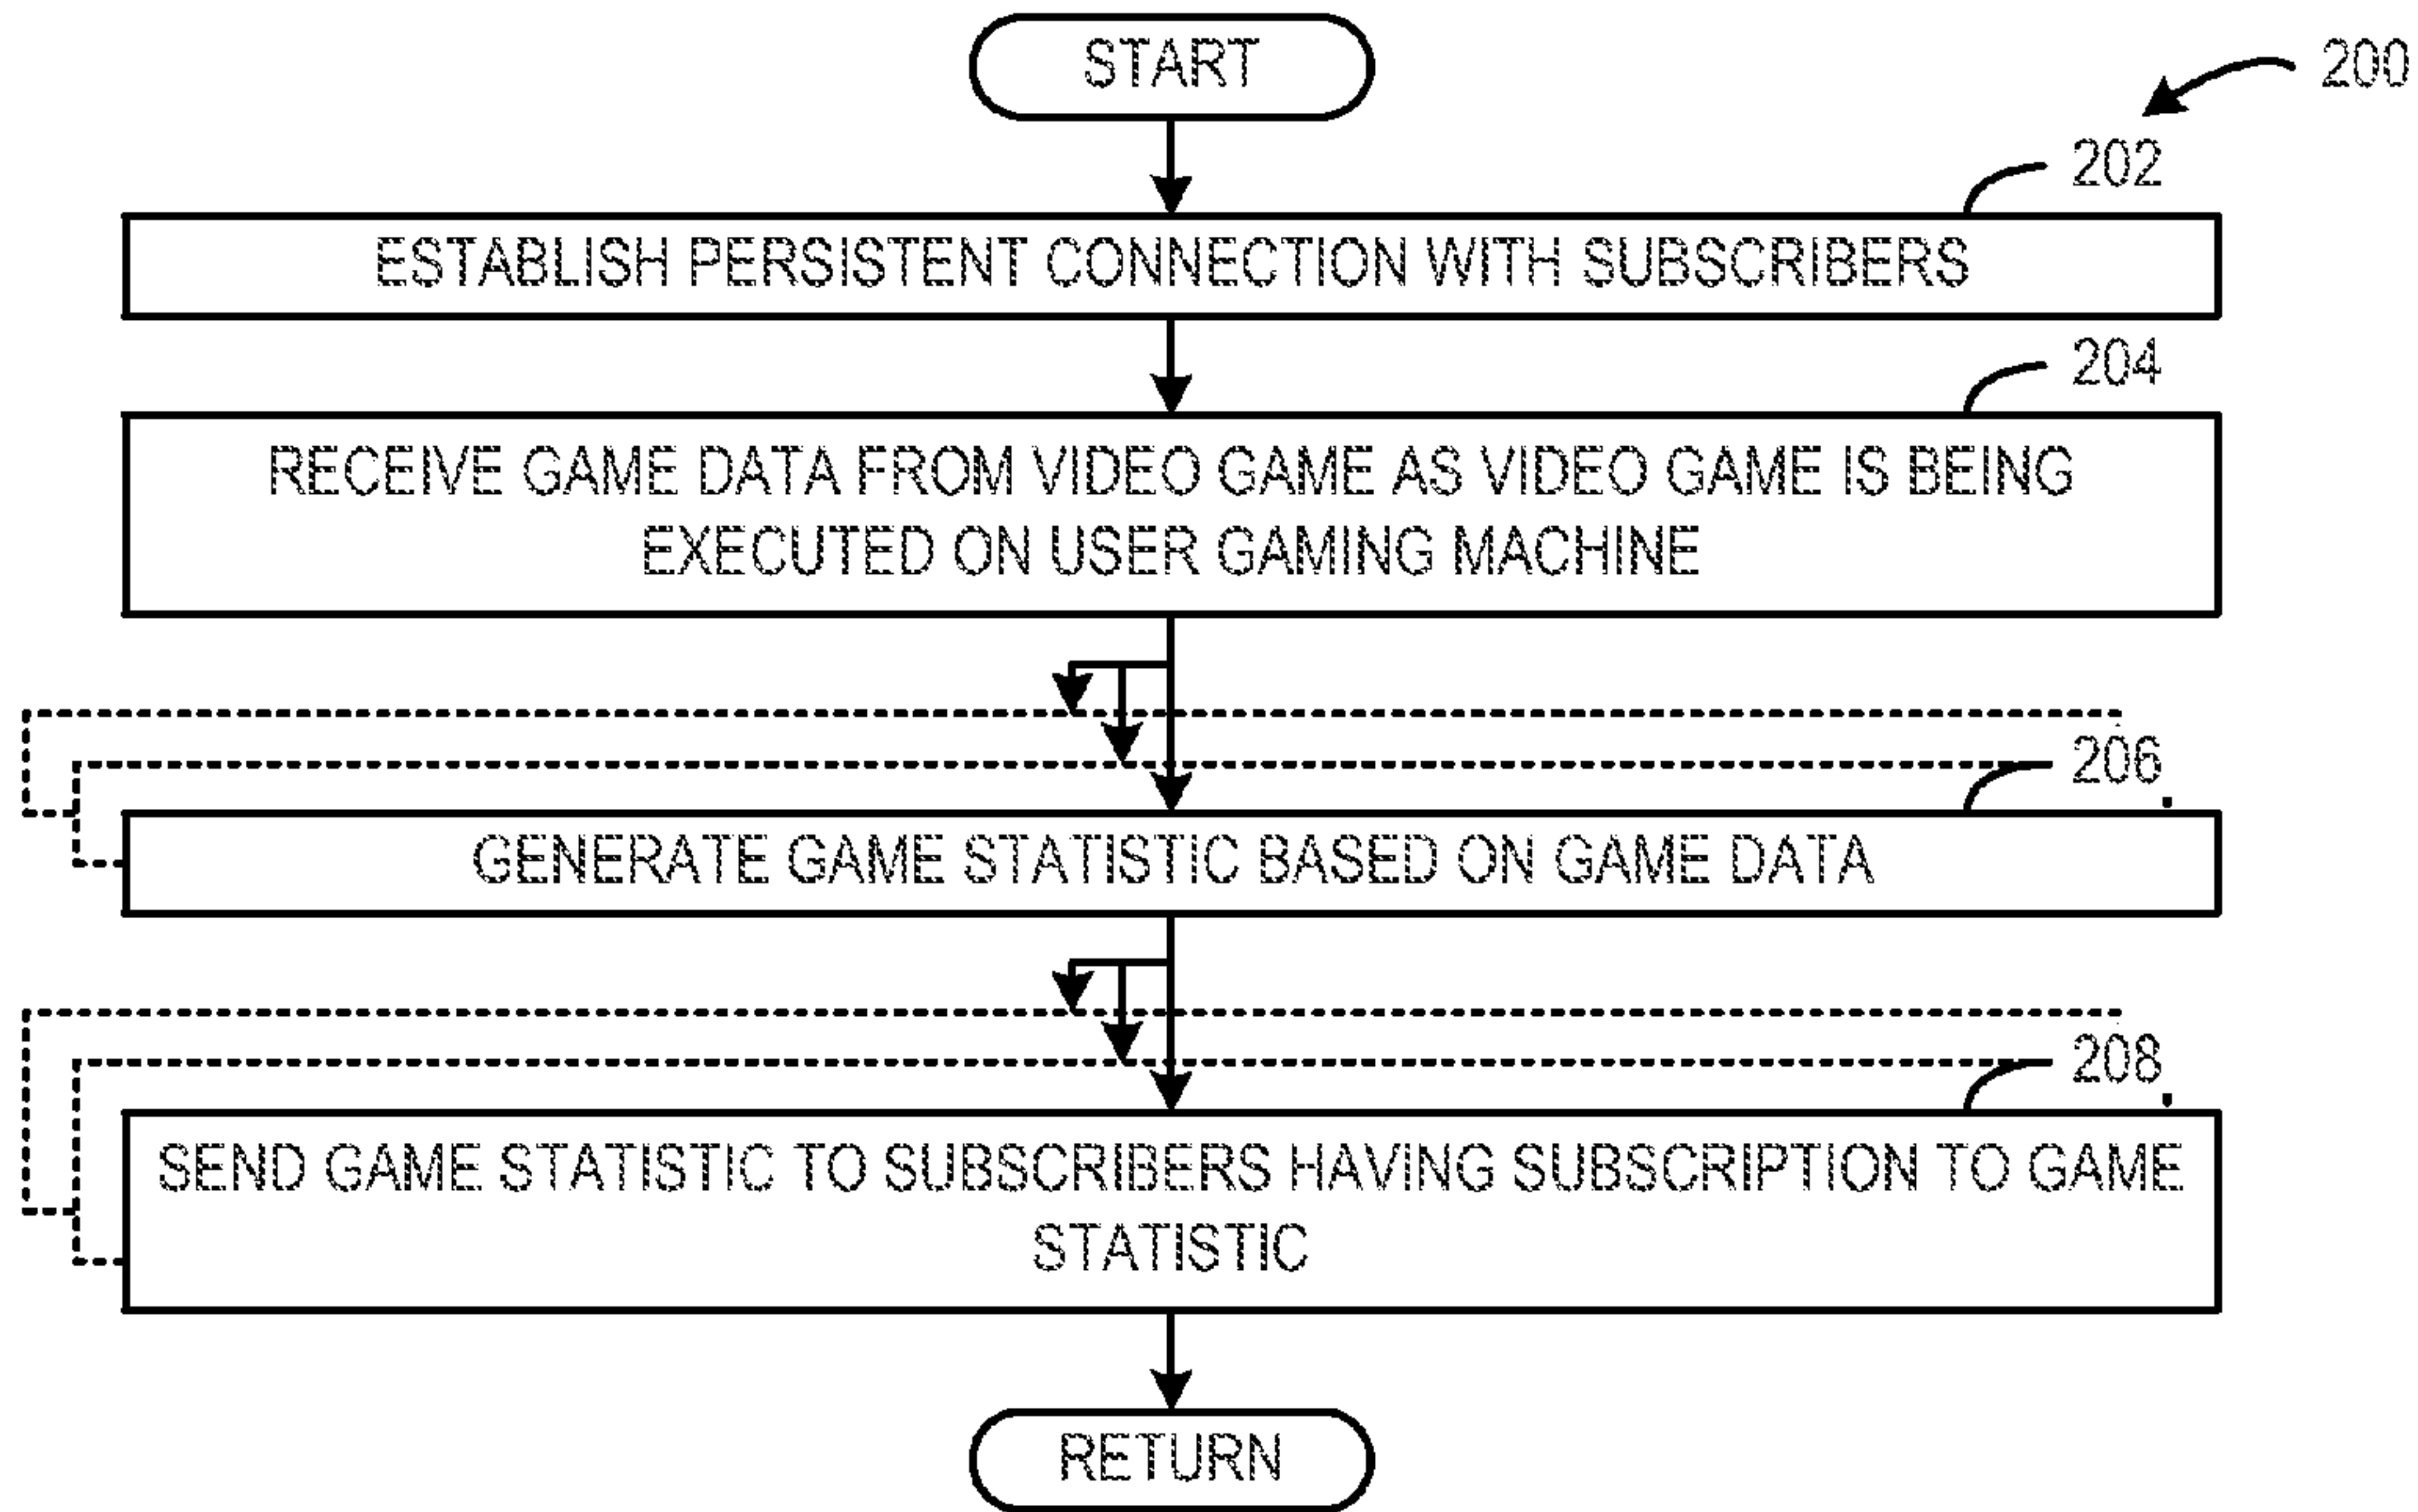 START
200
202
ESTABLISH PERSISTENT CONNECTION WITH SUBSCRIBERS
204
RECEIVE GAME DATA FROM VIDEO GAME AS VIDEO GAME IS BEING
EXECUTED ON USER GAMING MACHINE
206
GENERATE GAME STATISTIC BASED ON GAME DATA
208
SEND GAME STATISTIC TO SUBSCRIBERS HAVING SUBSCRIPTION TO GAME
STATISTIC
RETURN